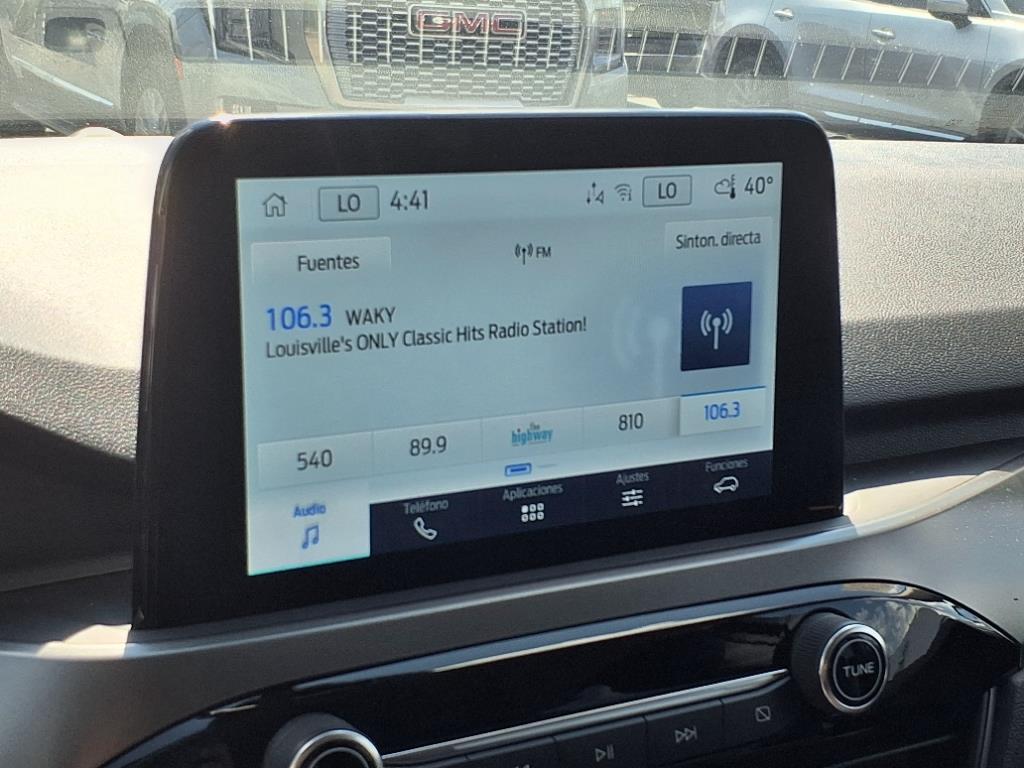 GMC
LO 4:41 LO 40°
Fuentes FM Sinton. directa
106.3 WAKY
Louisville's ONLY Classic Hits Radio Station!
540 89.9 the highway 810 106.3
Audio Teléfono Aplicaciones Ajustes Funciones
TUNE